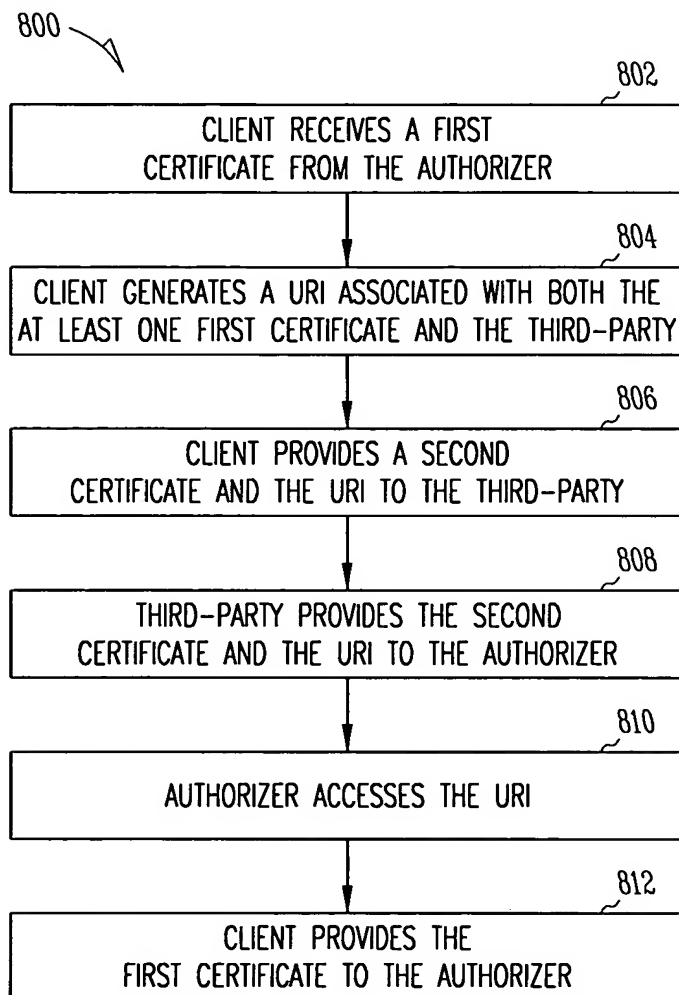 800
802
CLIENT RECEIVES A FIRST
CERTIFICATE FROM THE AUTHORIZER
804
CLIENT GENERATES A URI ASSOCIATED WITH BOTH THE
AT LEAST ONE FIRST CERTIFICATE AND THE THIRD-PARTY
806
CLIENT PROVIDES A SECOND
CERTIFICATE AND THE URI TO THE THIRD-PARTY
808
THIRD-PARTY PROVIDES THE SECOND
CERTIFICATE AND THE URI TO THE AUTHORIZER
810
AUTHORIZER ACCESSES THE URI
812
CLIENT PROVIDES THE
FIRST CERTIFICATE TO THE AUTHORIZER